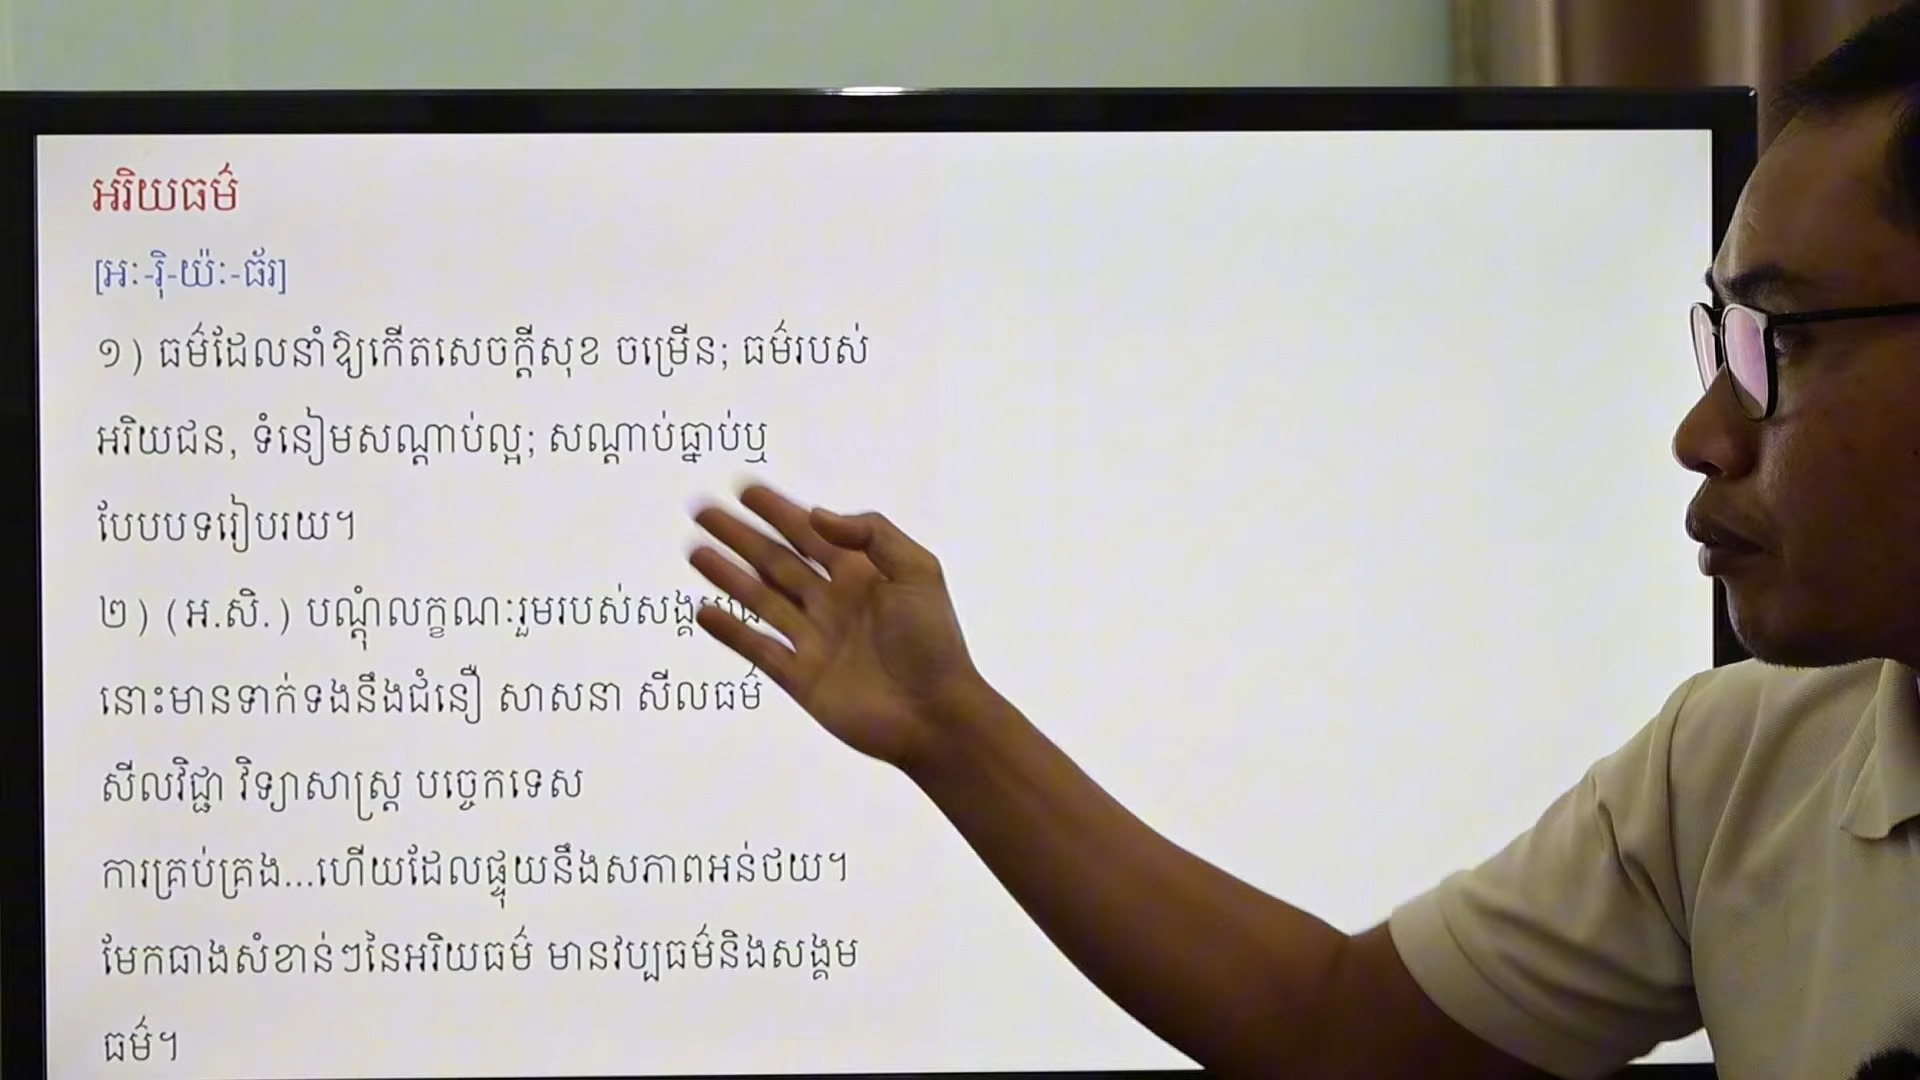 អរិយធម៌
[អៈ-រ៉ិ-យ៉ៈ-ធ័រ]
១) ធម៌ដែលនាំឱ្យកើតសេចក្ដីសុខ ចម្រើន; ធម៌របស់
អរិយជន, ទំនៀមសណ្ដាប់ល្អ; សណ្ដាប់ធ្នាប់ឬ
បែបបទរៀបរយ។
២) (អ.សិ.) បណ្ដុំលក្ខណៈរួមរបស់
នោះមានទាក់ទងនឹងជំនឿ សាសនា សីលធម៌
សីលវិជ្ជា វិទ្យាសាស្ត្រ បច្ចេកទេស
ការគ្រប់គ្រង...ហើយដែលផ្ទុយនឹងសភាពអន់ថយ។
មែកធាងសំខាន់ៗនៃអរិយធម៌ មានវប្បធម៌និងសង្គម
ធម៌។